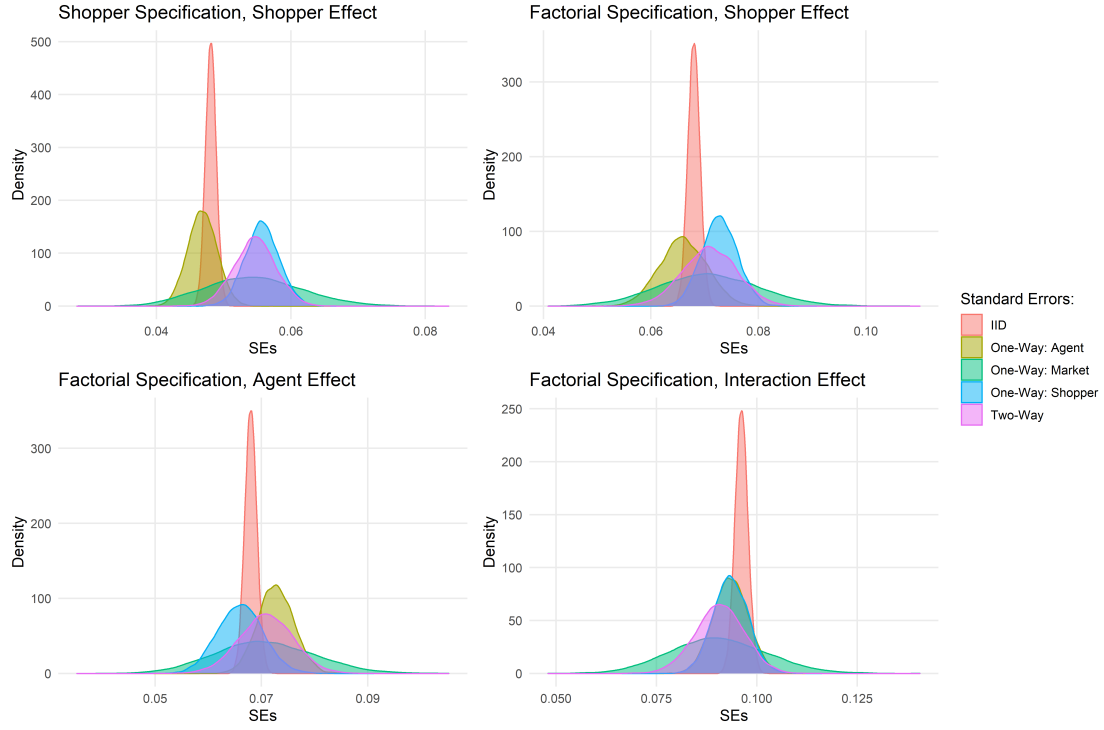 Shopper Specification, Shopper Effect
500
400
300
200
100
0
Density
0.04 0.06 0.08
SEs
Factorial Specification, Shopper Effect
300
200
100
0
Density
0.04 0.06 0.08 0.10
SEs
Factorial Specification, Agent Effect
300
200
100
0
Density
0.05 0.07 0.09
SEs
Factorial Specification, Interaction Effect
250
200
150
100
50
0
Density
0.050 0.075 0.100 0.125
SEs
Standard Errors:
IID
One-Way: Agent
One-Way: Market
One-Way: Shopper
Two-Way